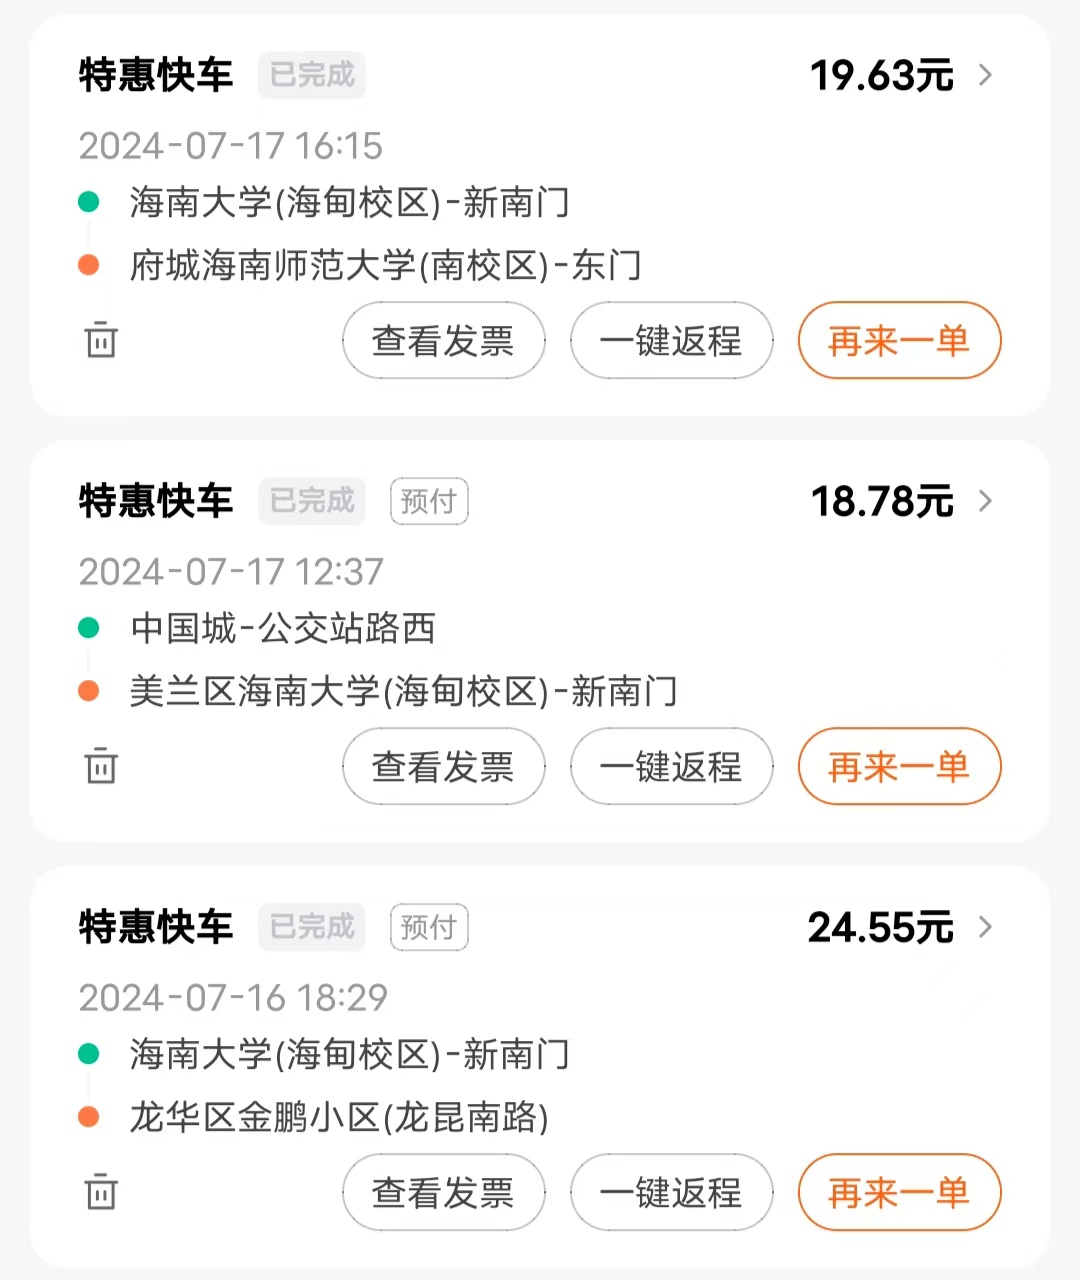 特惠快车 已完成 19.63元
2024-07-17 16:15
海南大学(海甸校区)-新南门
府城海南师范大学(南校区)-东门
查看发票 一键返程 再来一单
特惠快车 已完成 预付 18.78元
2024-07-17 12:37
中国城-公交站路西
美兰区海南大学(海甸校区)-新南门
查看发票 一键返程 再来一单
特惠快车 已完成 预付 24.55元
2024-07-16 18:29
海南大学(海甸校区)-新南门
龙华区金鹏小区(龙昆南路)
查看发票 一键返程 再来一单